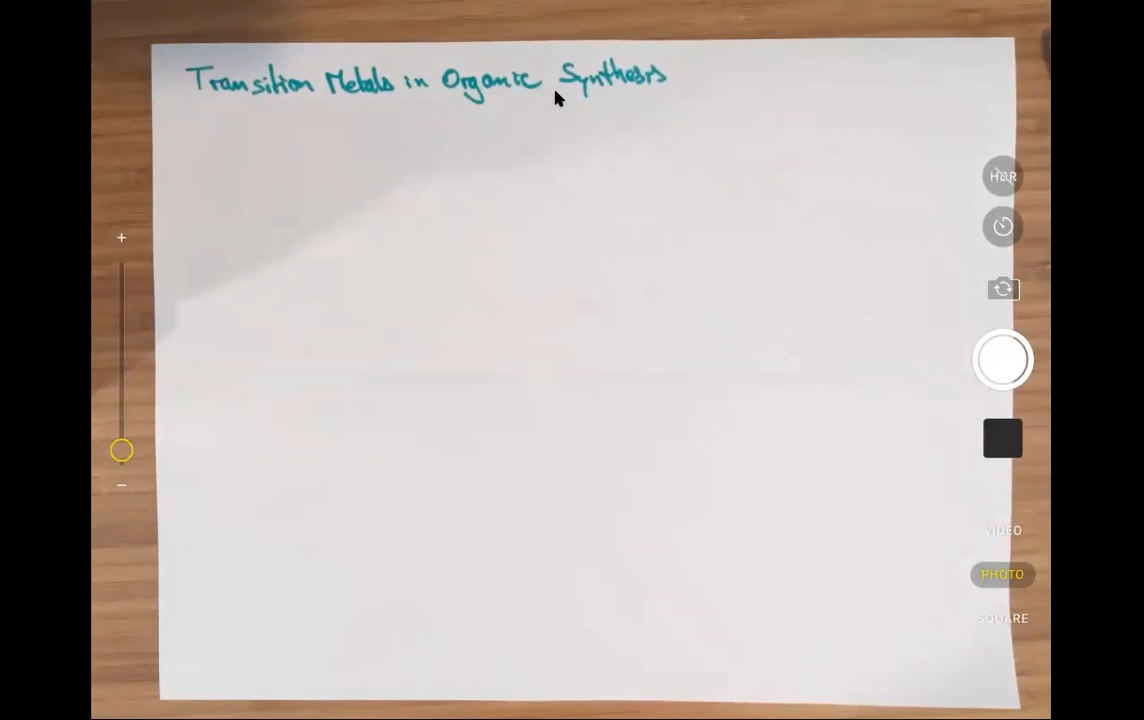 Transition Metals in Organic Synthesis
HDR
+
−
VIDEO
PHOTO
SQUARE